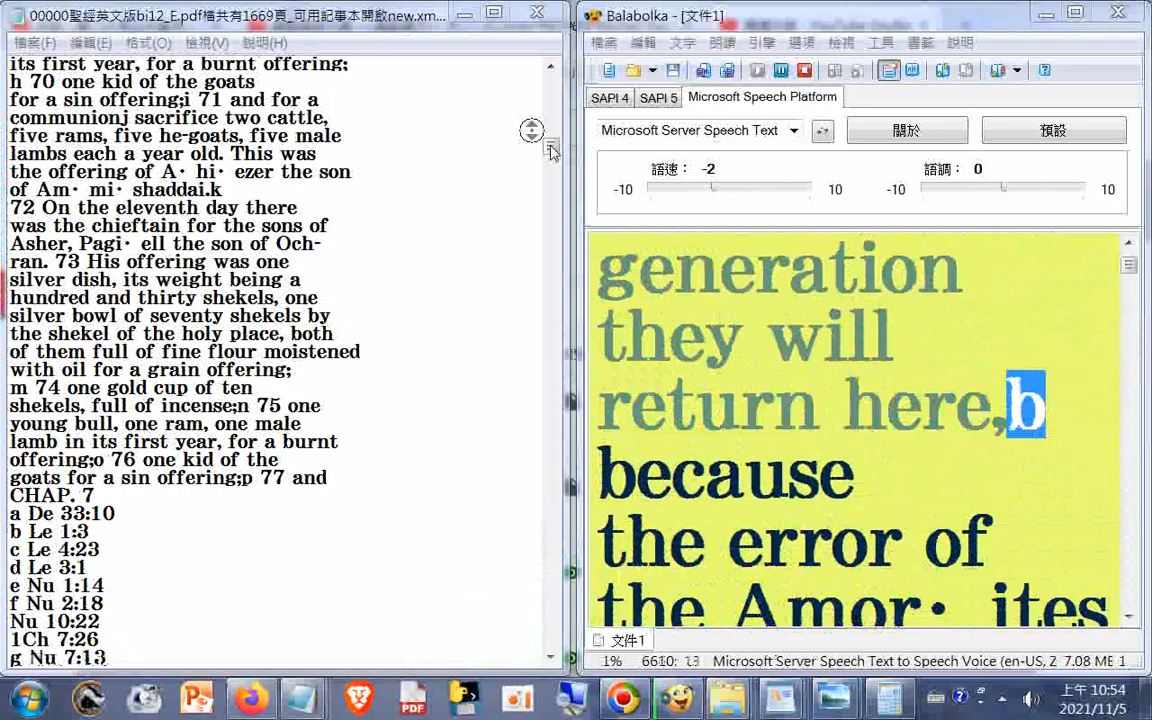 00000聖經英文版bi12_E.pdf檔共有1669頁_可用記事本開啟new.xm...
檔案(F) 編輯(E) 格式(O) 檢視(V) 說明(H)
its first year, for a burnt offering;
h 70 one kid of the goats
for a sin offering;i 71 and for a
communionj sacrifice two cattle,
five rams, five he-goats, five male
lambs each a year old. This was
the offering of A· hi· ezer the son
of Am· mi· shaddai.k
72 On the eleventh day there
was the chieftain for the sons of
Asher, Pagi· ell the son of Och-
ran. 73 His offering was one
silver dish, its weight being a
hundred and thirty shekels, one
silver bowl of seventy shekels by
the shekel of the holy place, both
of them full of fine flour moistened
with oil for a grain offering;
m 74 one gold cup of ten
shekels, full of incense;n 75 one
young bull, one ram, one male
lamb in its first year, for a burnt
offering;o 76 one kid of the
goats for a sin offering;p 77 and
CHAP. 7
a De 33:10
b Le 1:3
c Le 4:23
d Le 3:1
e Nu 1:14
f Nu 2:18
Nu 10:22
1Ch 7:26
g Nu 7:13
Balabolka - [文件1]
檔案 編輯 文字 朗讀 引擎 選項 檢視 工具 書籤 說明
SAPI 4 SAPI 5 Microsoft Speech Platform
Microsoft Server Speech Text 關於 預設
語速： -2 語調： 0
-10 10 -10 10
generation
they will
return here,b
because
the error of
the Amor· ites
文件1
1% 6610: 13 Microsoft Server Speech Text to Speech Voice (en-US, Z 7.08 MB 1
上午 10:54
2021/11/5